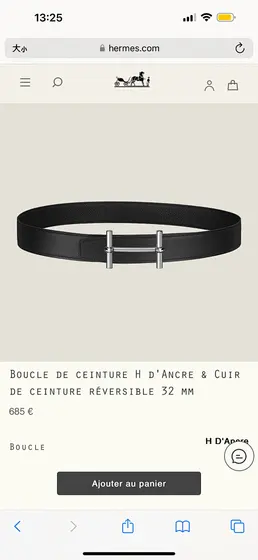 13:25
大小 hermes.com
BOUCLE DE CEINTURE H D'ANCRE & CUIR
DE CEINTURE RÉVERSIBLE 32 MM
685 €
BOUCLE
H D'Ancre
Ajouter au panier